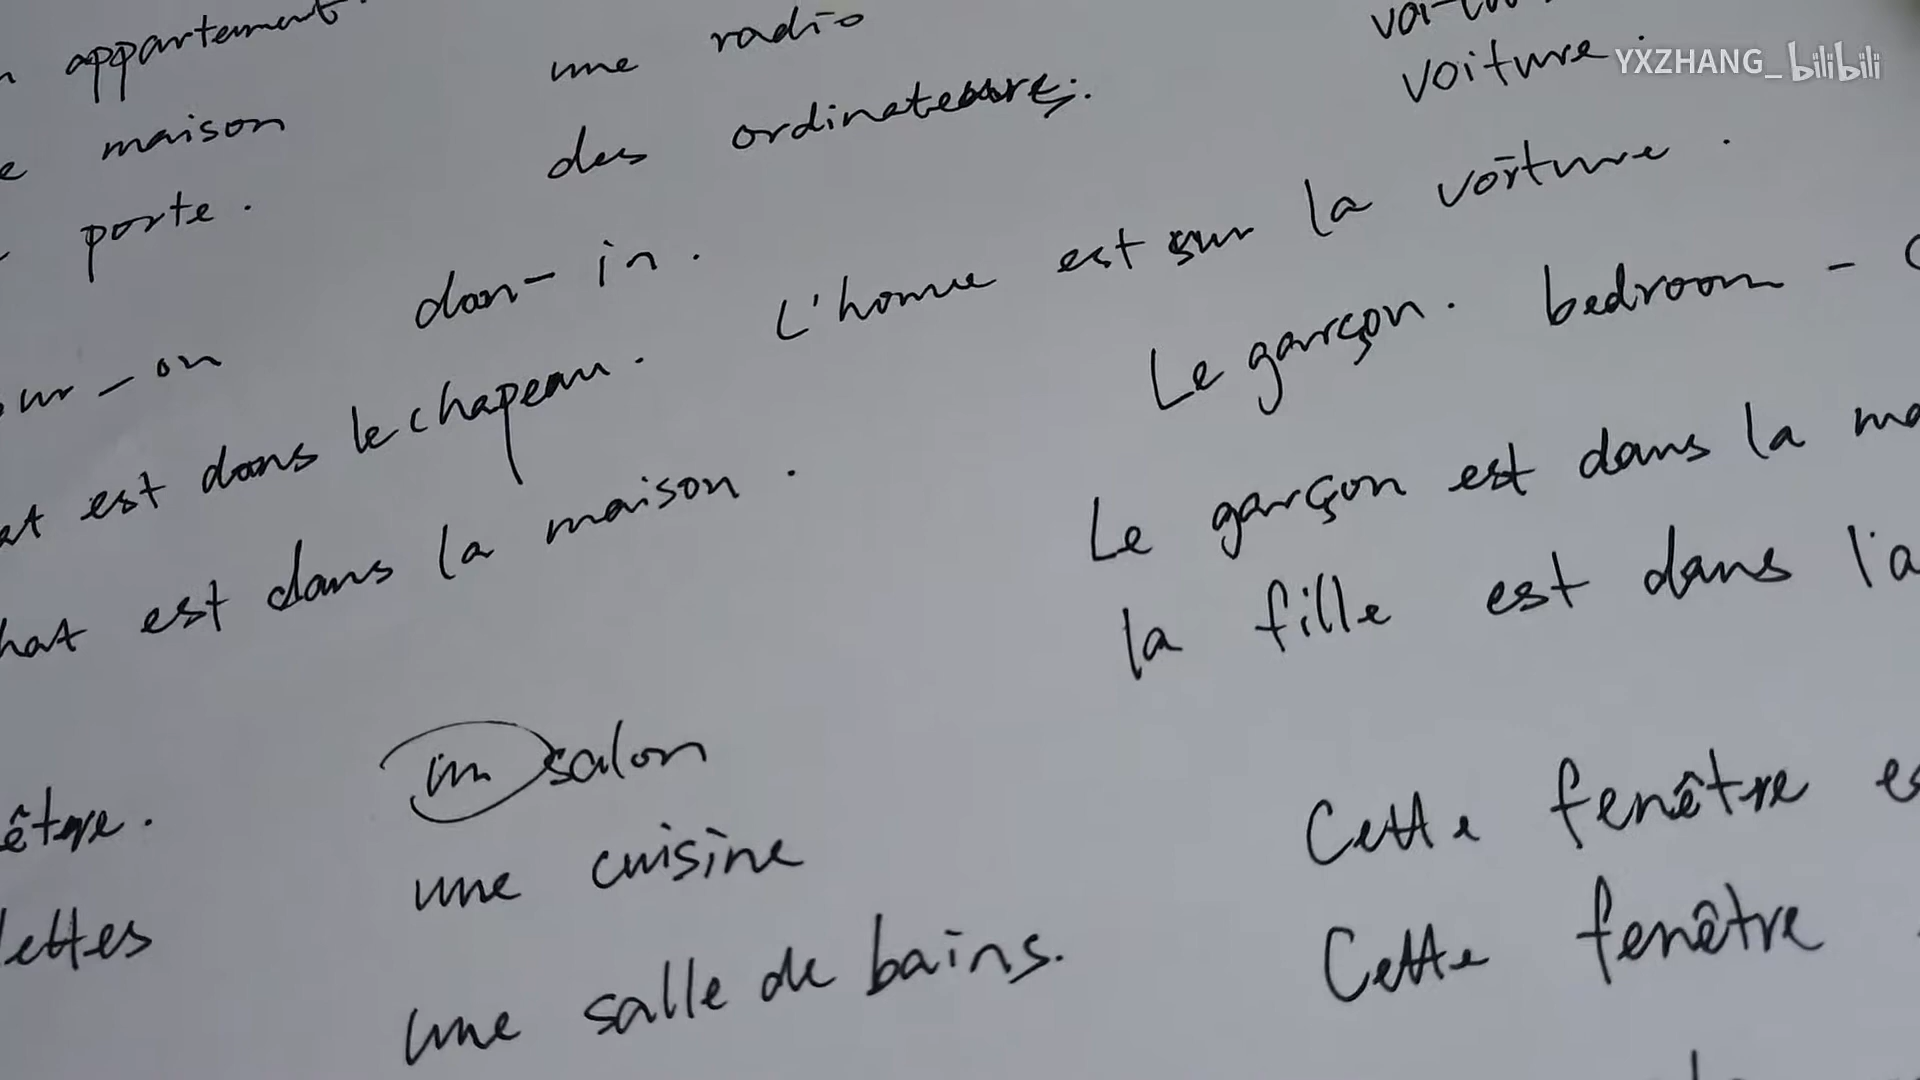 appartement.
maison
porte.
une radio
des ordinateurs.
voiture.
YXZHANG_ bilibili
dan- in.
- on
L'homme est sur la voiture.
est dans le chapeau.
est dans la maison.
Le garçon. bedroom -
Le garçon est dans la
la fille est dans l'a
un salon
une cuisine
une salle de bains.
Cette fenêtre
Cette fenêtre